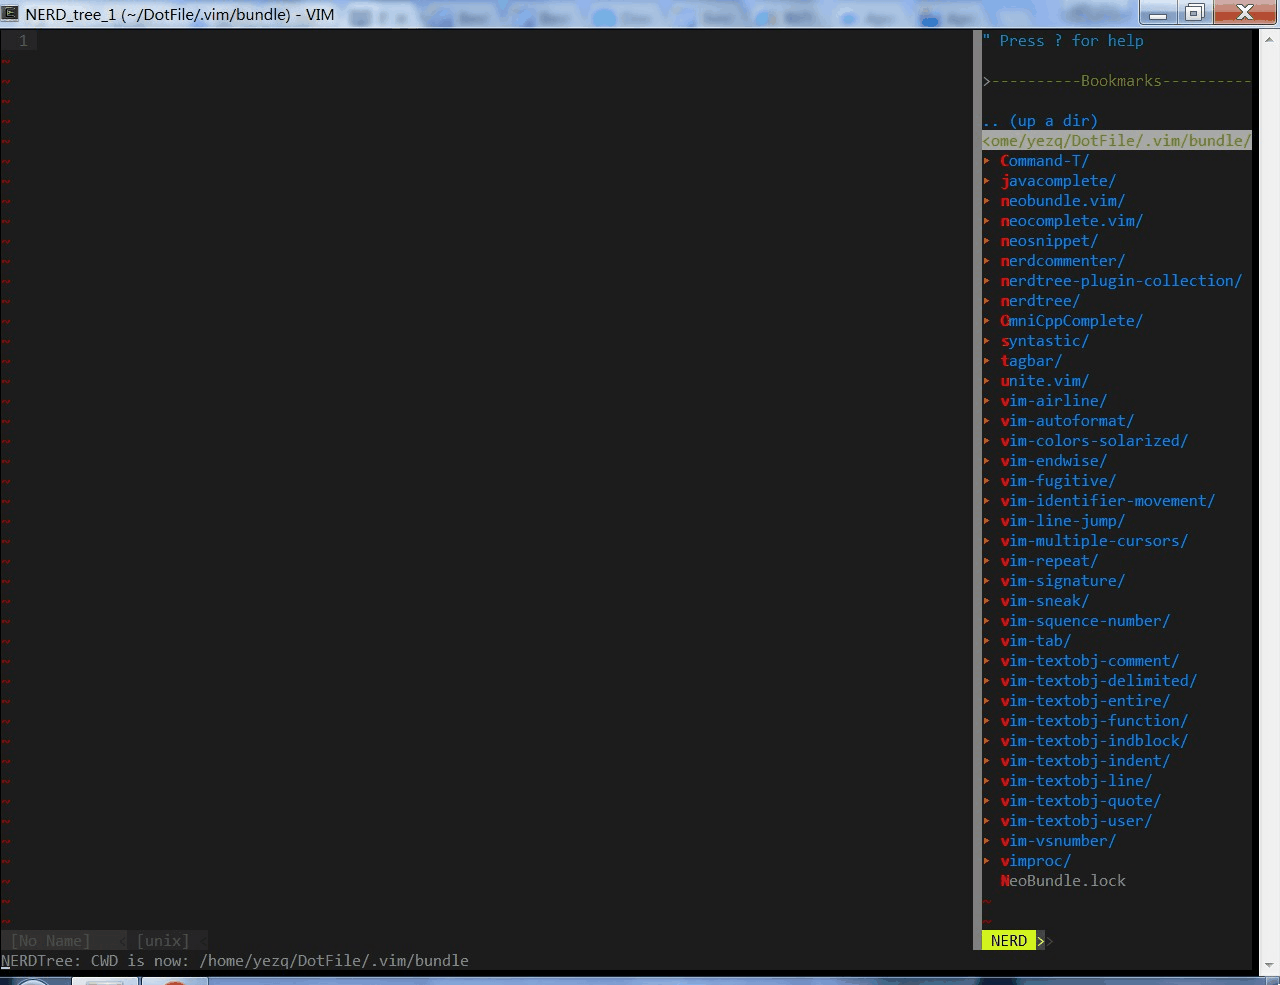 NERD_tree_1 (~/DotFile/.vim/bundle) - VIM
1
" Press ? for help
>----------Bookmarks----------
.. (up a dir)
<ome/yezq/DotFile/.vim/bundle/
▸ Command-T/
▸ javacomplete/
▸ neobundle.vim/
▸ neocomplete.vim/
▸ neosnippet/
▸ nerdcommenter/
▸ nerdtree-plugin-collection/
▸ nerdtree/
▸ OmniCppComplete/
▸ syntastic/
▸ tagbar/
▸ unite.vim/
▸ vim-airline/
▸ vim-autoformat/
▸ vim-colors-solarized/
▸ vim-endwise/
▸ vim-fugitive/
▸ vim-identifier-movement/
▸ vim-line-jump/
▸ vim-multiple-cursors/
▸ vim-repeat/
▸ vim-signature/
▸ vim-sneak/
▸ vim-squence-number/
▸ vim-tab/
▸ vim-textobj-comment/
▸ vim-textobj-delimited/
▸ vim-textobj-entire/
▸ vim-textobj-function/
▸ vim-textobj-indblock/
▸ vim-textobj-indent/
▸ vim-textobj-line/
▸ vim-textobj-quote/
▸ vim-textobj-user/
▸ vim-vsnumber/
▸ vimproc/
NeoBundle.lock
[No Name] < [unix] <
NERD >>
NERDTree: CWD is now: /home/yezq/DotFile/.vim/bundle